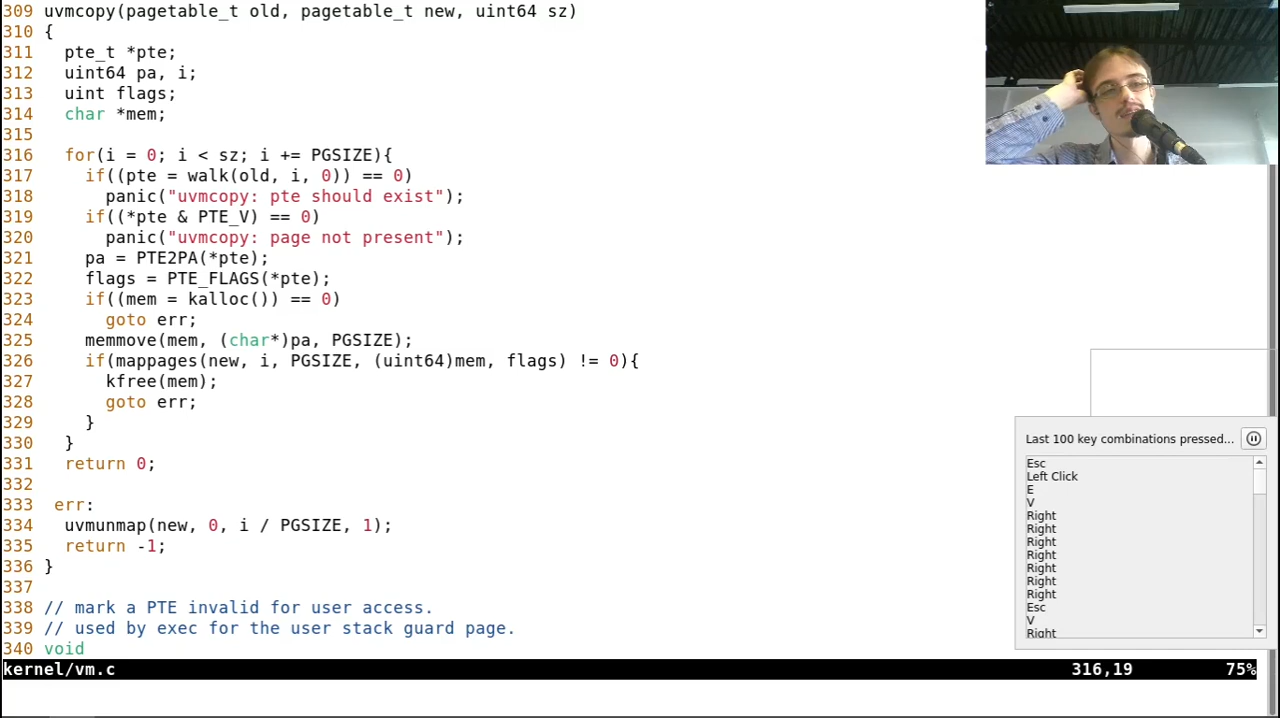 309 uvmcopy(pagetable_t old, pagetable_t new, uint64 sz)
310 {
311   pte_t *pte;
312   uint64 pa, i;
313   uint flags;
314   char *mem;
315
316   for(i = 0; i < sz; i += PGSIZE){
317     if((pte = walk(old, i, 0)) == 0)
318       panic("uvmcopy: pte should exist");
319     if((*pte & PTE_V) == 0)
320       panic("uvmcopy: page not present");
321     pa = PTE2PA(*pte);
322     flags = PTE_FLAGS(*pte);
323     if((mem = kalloc()) == 0)
324       goto err;
325     memmove(mem, (char*)pa, PGSIZE);
326     if(mappages(new, i, PGSIZE, (uint64)mem, flags) != 0){
327       kfree(mem);
328       goto err;
329     }
330   }
331   return 0;
332
333  err:
334   uvmunmap(new, 0, i / PGSIZE, 1);
335   return -1;
336 }
337
338 // mark a PTE invalid for user access.
339 // used by exec for the user stack guard page.
340 void
kernel/vm.c 316,19 75%
Last 100 key combinations pressed...
Esc
Left Click
E
V
Right
Right
Right
Right
Right
Right
Right
Esc
V
Right